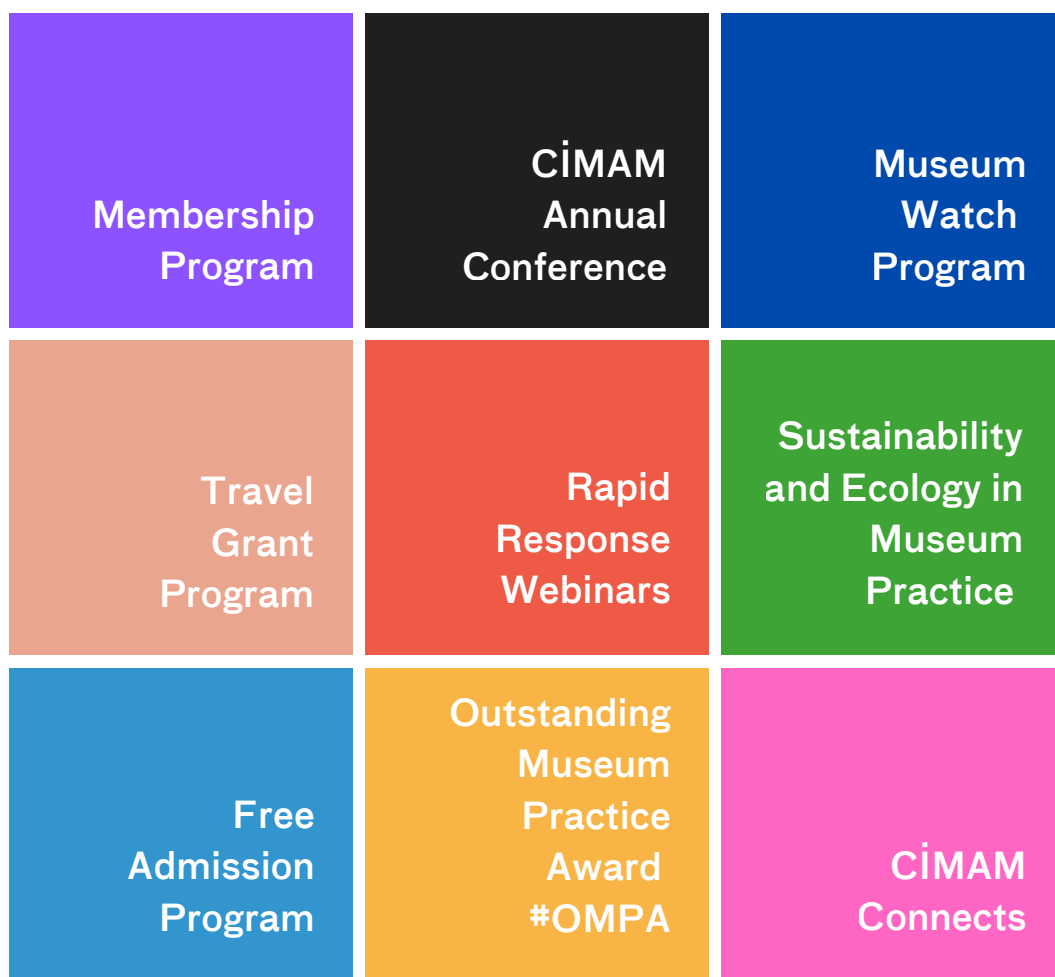 Membership
Program
CİMAM
Annual
Conference
Museum
Watch
Program
Travel
Grant
Program
Rapid
Response
Webinars
Sustainability
and Ecology in
Museum
Practice
Free
Admission
Program
Outstanding
Museum
Practice
Award
#OMPA
CİMAM
Connects